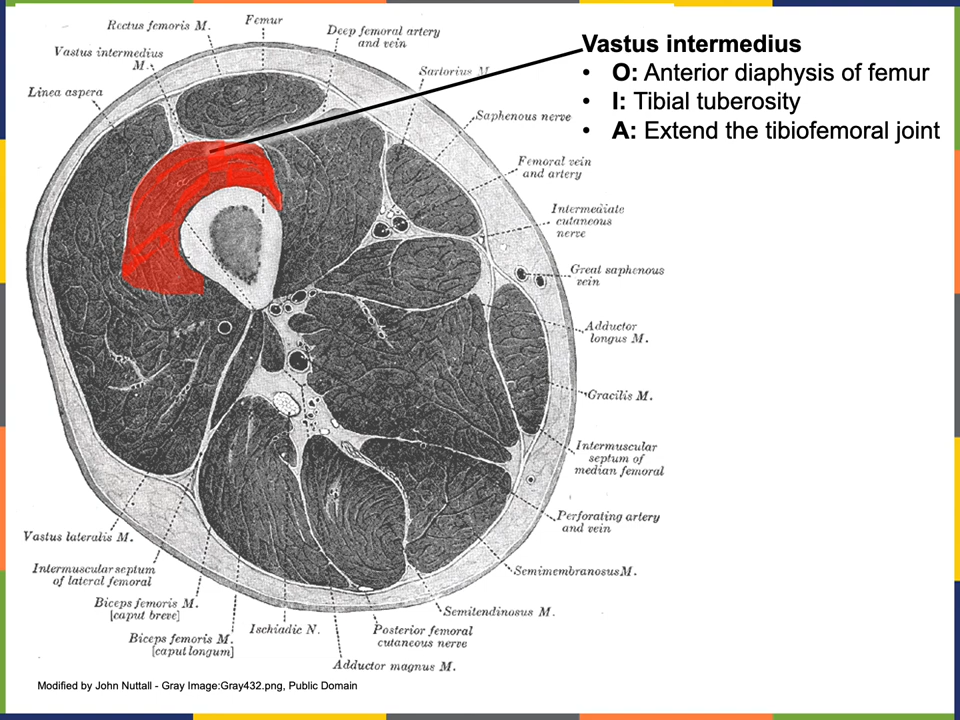 Rectus femoris M.
Femur
Deep femoral artery
and vein
Vastus intermedius
M.
Linea aspera
Sartorius M.
Saphenous nerve
Femoral vein
and artery
Intermediate
cutaneous
nerve
Great saphenous
vein
Adductor
longus M.
Gracilis M.
Intermuscular
septum of
median femoral
Perforating artery
and vein
Semimembranosus M.
Semitendinosus M.
Posterior femoral
cutaneous nerve
Adductor magnus M.
Ischiadic N.
Biceps femoris M.
[caput longum]
Biceps femoris M.
[caput breve]
Intermuscular septum
of lateral femoral
Vastus lateralis M.
Vastus intermedius
• O: Anterior diaphysis of femur
• I: Tibial tuberosity
• A: Extend the tibiofemoral joint
Modified by John Nuttall - Gray Image:Gray432.png, Public Domain